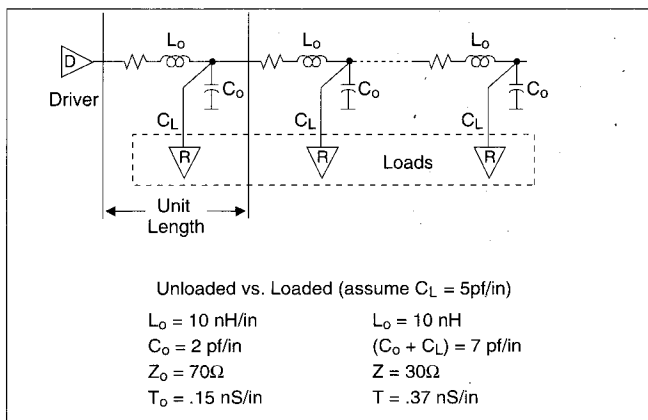 Lo Lo Lo
D
Driver
Co Co Co
CL CL CL
R R R Loads
Unit
Length
Unloaded vs. Loaded (assume CL = 5pf/in)
Lo = 10 nH/in Lo = 10 nH
Co = 2 pf/in (Co + CL) = 7 pf/in
Zo = 70Ω Z = 30Ω
To = .15 nS/in T = .37 nS/in